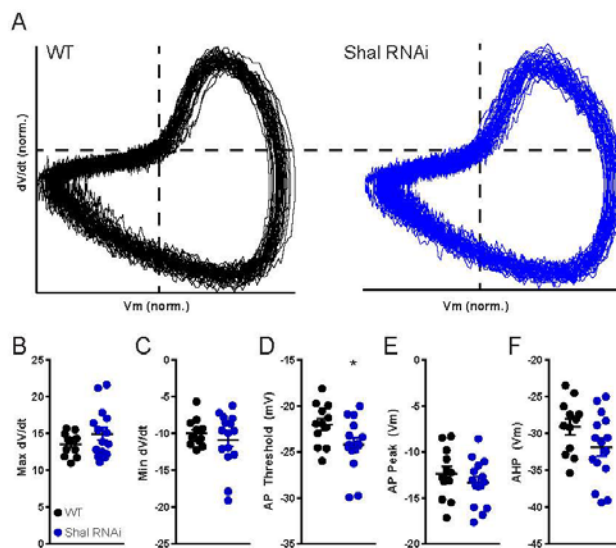 A
WT
Shal RNAi
dV/dt (norm.)
Vm (norm.)
Vm (norm.)
B
C
D
E
F
Max dV/dt
25
20
15
10
5
0
WT
Shal RNAi
Min dV/dt
-5
-10
-15
-20
-25
AP Threshold (mV)
-15
-20
-25
-30
-35
*
AP Peak (Vm)
0
-5
-10
-15
-20
AHP (Vm)
-20
-25
-30
-35
-40
-45